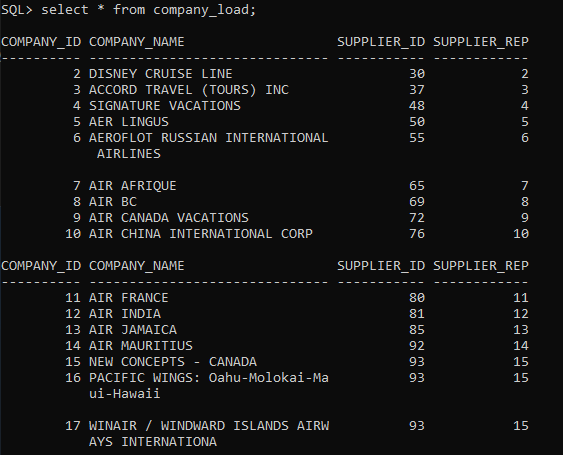 SQL> select * from company_load;
COMPANY_ID COMPANY_NAME                   SUPPLIER_ID SUPPLIER_REP
---------- ------------------------------ ----------- ------------
         2 DISNEY CRUISE LINE                      30            2
         3 ACCORD TRAVEL (TOURS) INC               37            3
         4 SIGNATURE VACATIONS                     48            4
         5 AER LINGUS                              50            5
         6 AEROFLOT RUSSIAN INTERNATIONAL          55            6
            AIRLINES
         7 AIR AFRIQUE                             65            7
         8 AIR BC                                  69            8
         9 AIR CANADA VACATIONS                    72            9
        10 AIR CHINA INTERNATIONAL CORP            76           10
COMPANY_ID COMPANY_NAME                   SUPPLIER_ID SUPPLIER_REP
---------- ------------------------------ ----------- ------------
        11 AIR FRANCE                              80           11
        12 AIR INDIA                               81           12
        13 AIR JAMAICA                             85           13
        14 AIR MAURITIUS                           92           14
        15 NEW CONCEPTS - CANADA                   93           15
        16 PACIFIC WINGS: Oahu-Molokai-Ma          93           15
           ui-Hawaii
        17 WINAIR / WINDWARD ISLANDS AIRW          93           15
           AYS INTERNATIONA